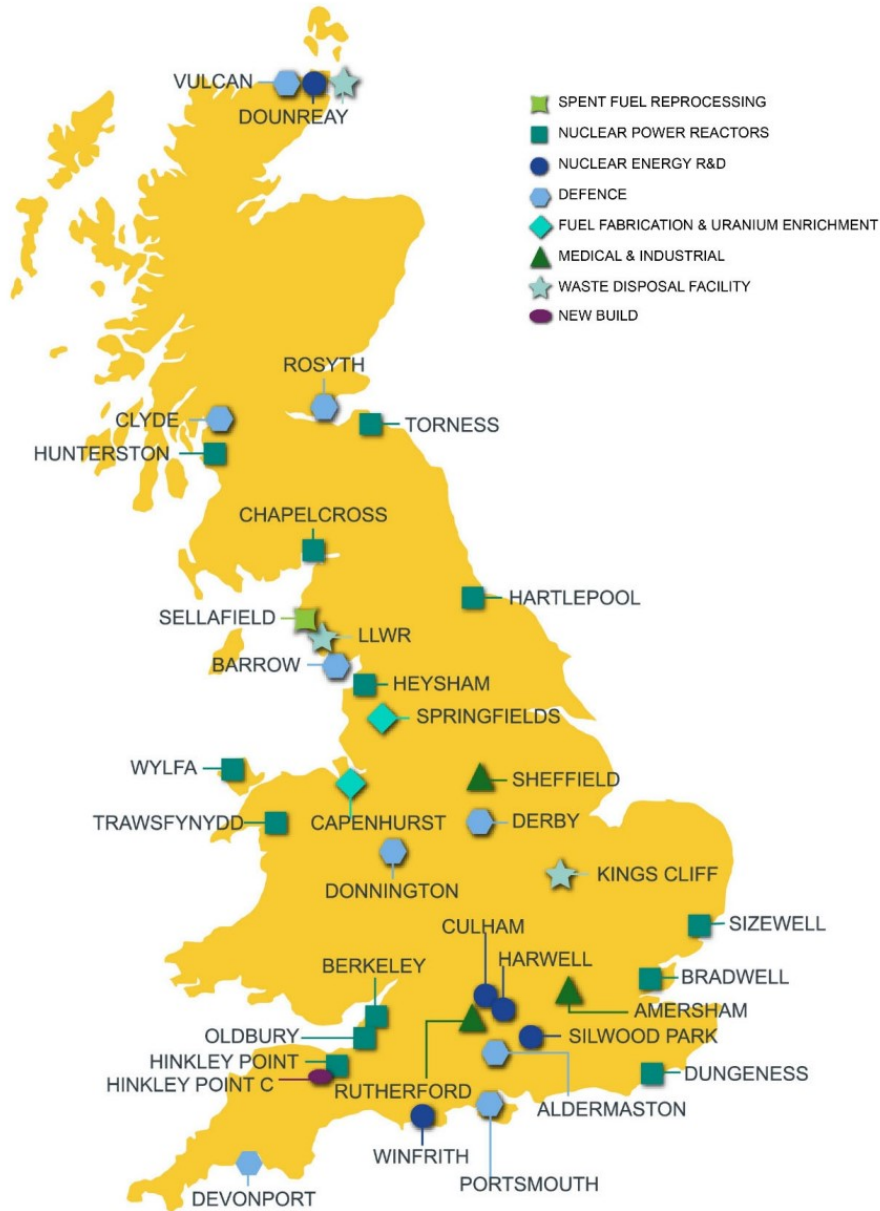 VULCAN
DOUNREAY
SPENT FUEL REPROCESSING
NUCLEAR POWER REACTORS
NUCLEAR ENERGY R&D
DEFENCE
FUEL FABRICATION & URANIUM ENRICHMENT
MEDICAL & INDUSTRIAL
WASTE DISPOSAL FACILITY
NEW BUILD
ROSYTH
CLYDE
TORNESS
HUNTERSTON
CHAPELCROSS
HARTLEPOOL
SELLAFIELD
LLWR
BARROW
HEYSHAM
SPRINGFIELDS
WYLFA
SHEFFIELD
TRAWSFYNYDD
CAPENHURST
DERBY
DONNINGTON
KINGS CLIFF
CULHAM
SIZEWELL
HARWELL
BERKELEY
BRADWELL
AMERSHAM
OLDBURY
SILWOOD PARK
HINKLEY POINT
HINKLEY POINT C
RUTHERFORD
DUNGENESS
ALDERMASTON
WINFRITH
PORTSMOUTH
DEVONPORT